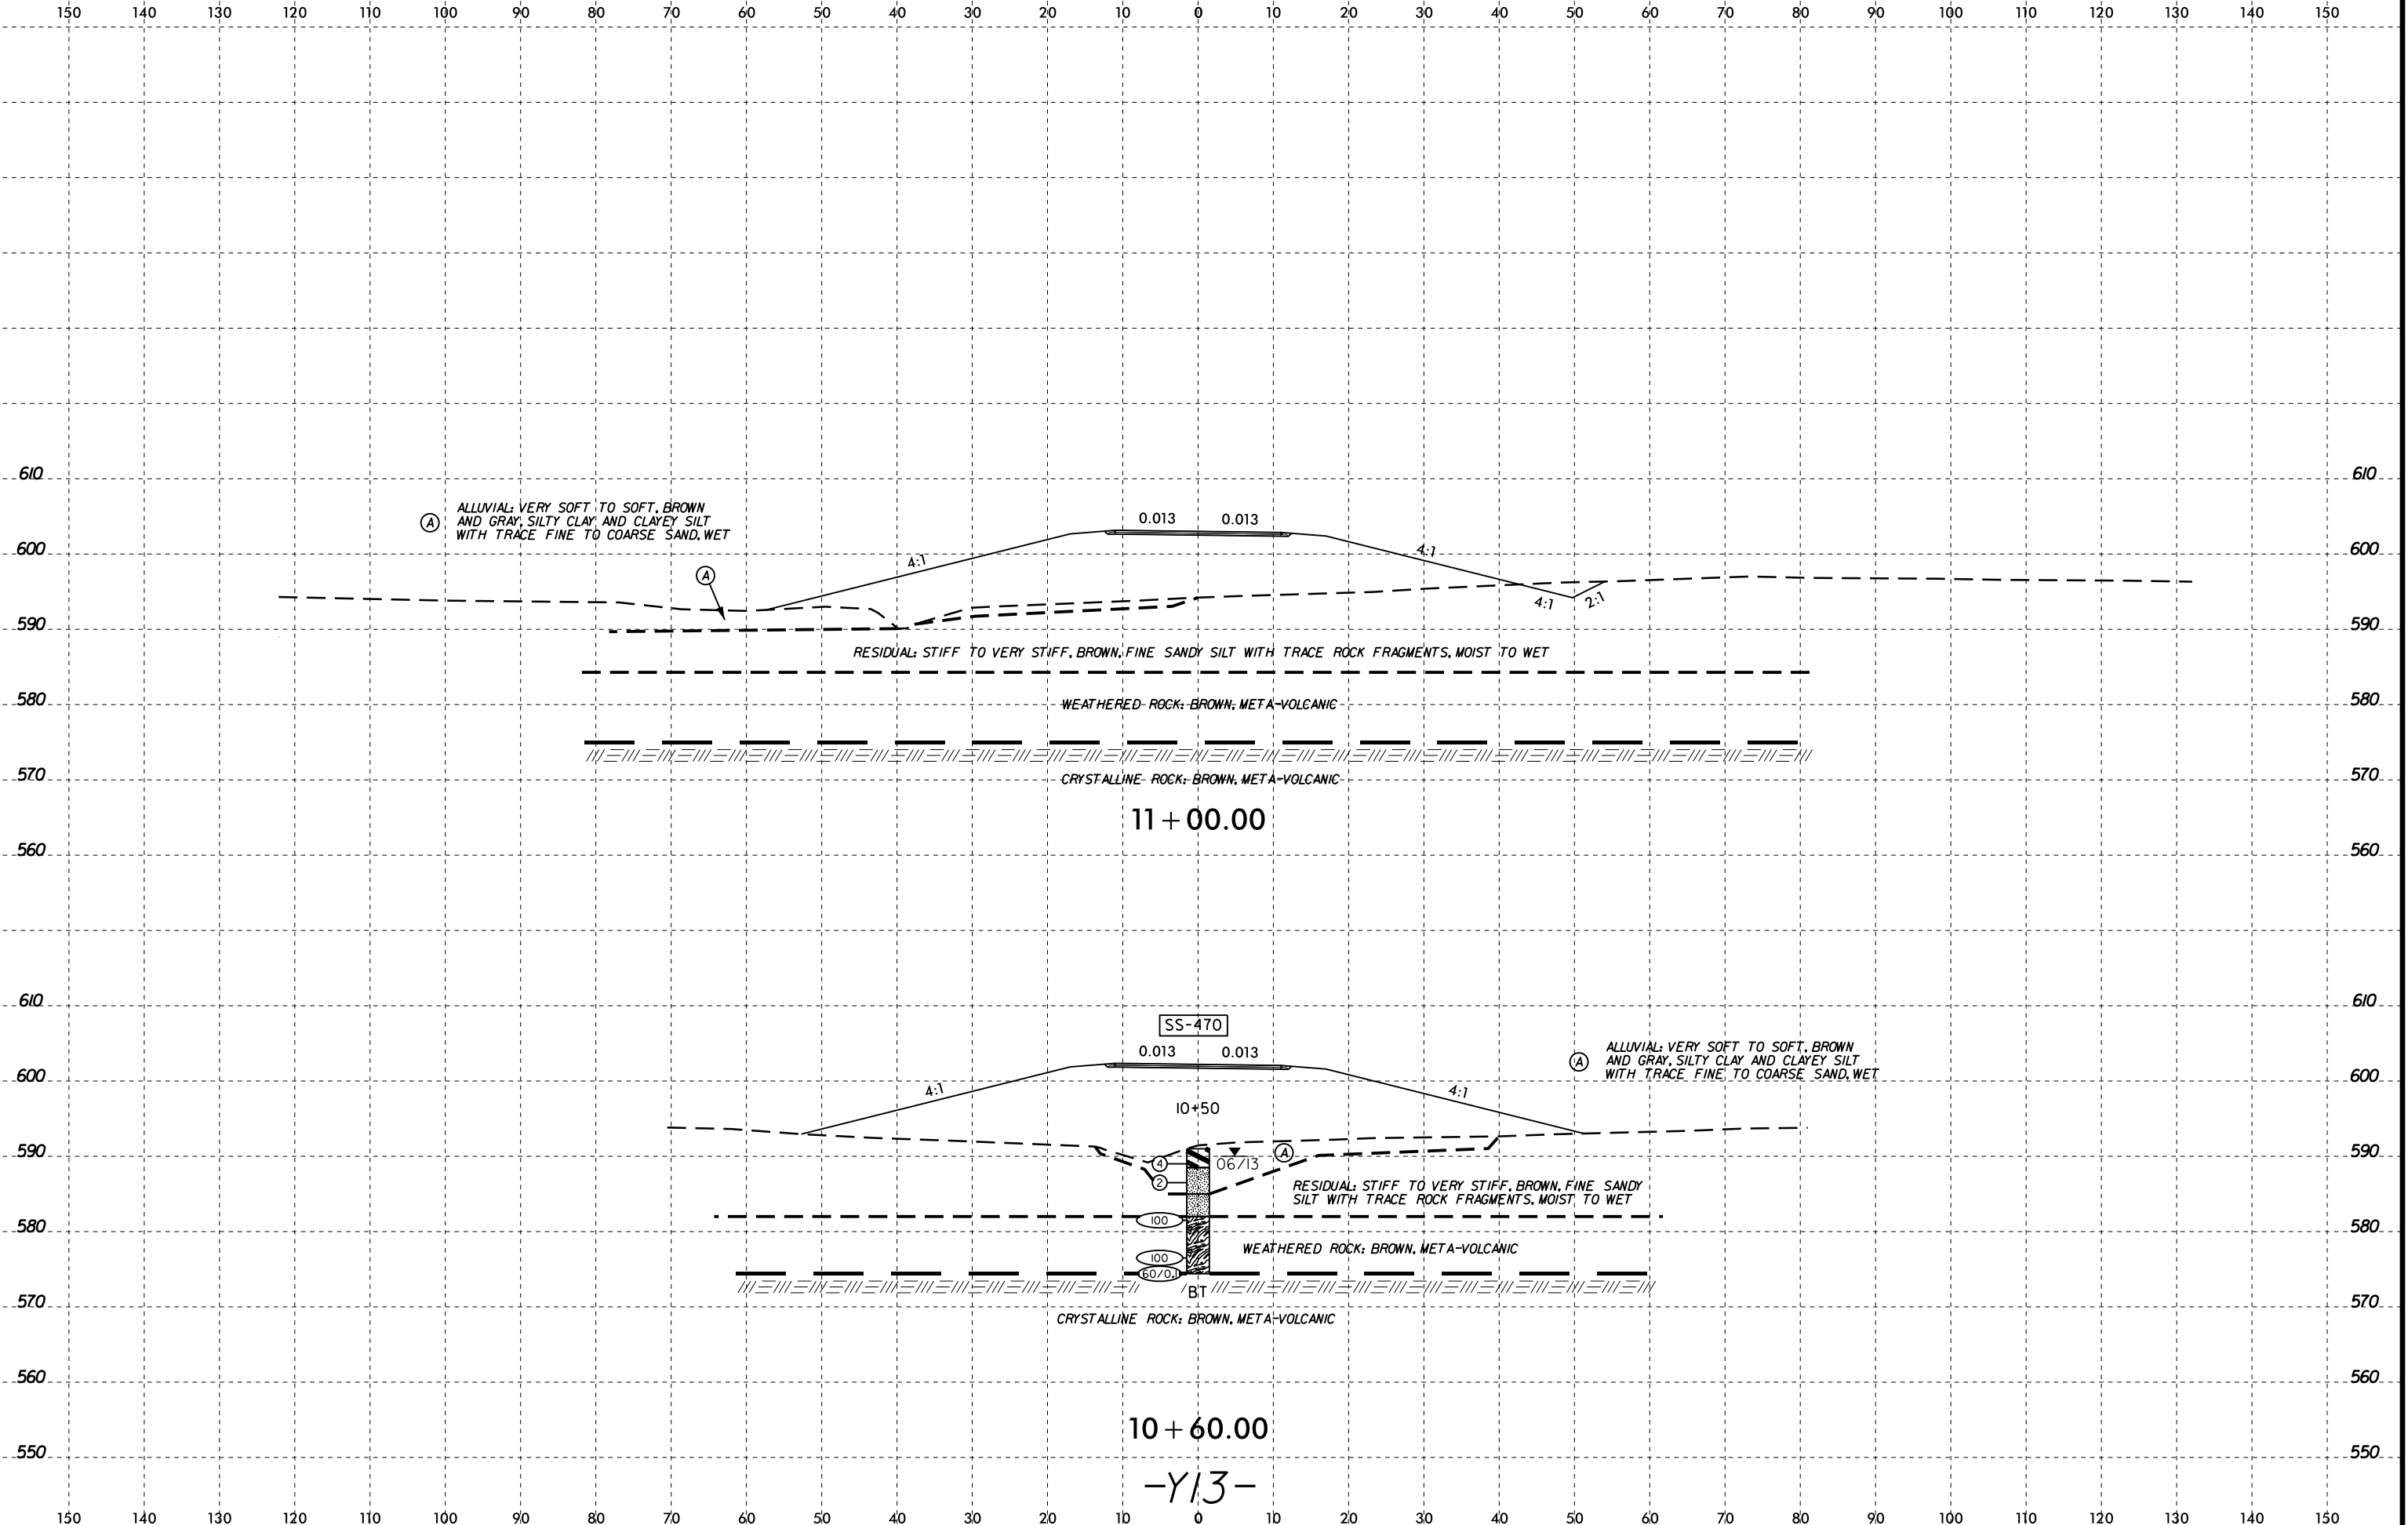 150 140 130 120 110 100 90 80 70 60 50 40 30 20 10 0 10 20 30 40 50 60 70 80 90 100 110 120 130 140 150
610 610
ALLUVIAL: VERY SOFT TO SOFT, BROWN
A AND GRAY, SILTY CLAY AND CLAYEY SILT
WITH TRACE FINE TO COARSE SAND, WET
0.013 0.013
600 600
4:1 4:1
A
4:1 2:1
590 590
RESIDUAL: STIFF TO VERY STIFF, BROWN, FINE SANDY SILT WITH TRACE ROCK FRAGMENTS, MOIST TO WET
580 WEATHERED ROCK: BROWN, META-VOLCANIC 580
570 CRYSTALLINE ROCK: BROWN, META-VOLCANIC 570
11+00.00
560 560
610 610
SS-470
0.013 0.013
ALLUVIAL: VERY SOFT TO SOFT, BROWN
A AND GRAY, SILTY CLAY AND CLAYEY SILT
WITH TRACE FINE TO COARSE SAND, WET
600 600
4:1 4:1
10+50
590 A 590
4 06/13
2
RESIDUAL: STIFF TO VERY STIFF, BROWN, FINE SANDY
SILT WITH TRACE ROCK FRAGMENTS, MOIST TO WET
100
580 580
WEATHERED ROCK: BROWN, META-VOLCANIC
100
60/0.1
BT
570 570
CRYSTALLINE ROCK: BROWN, META-VOLCANIC
560 560
10+60.00
550 550
-Y13-
150 140 130 120 110 100 90 80 70 60 50 40 30 20 10 0 10 20 30 40 50 60 70 80 90 100 110 120 130 140 150